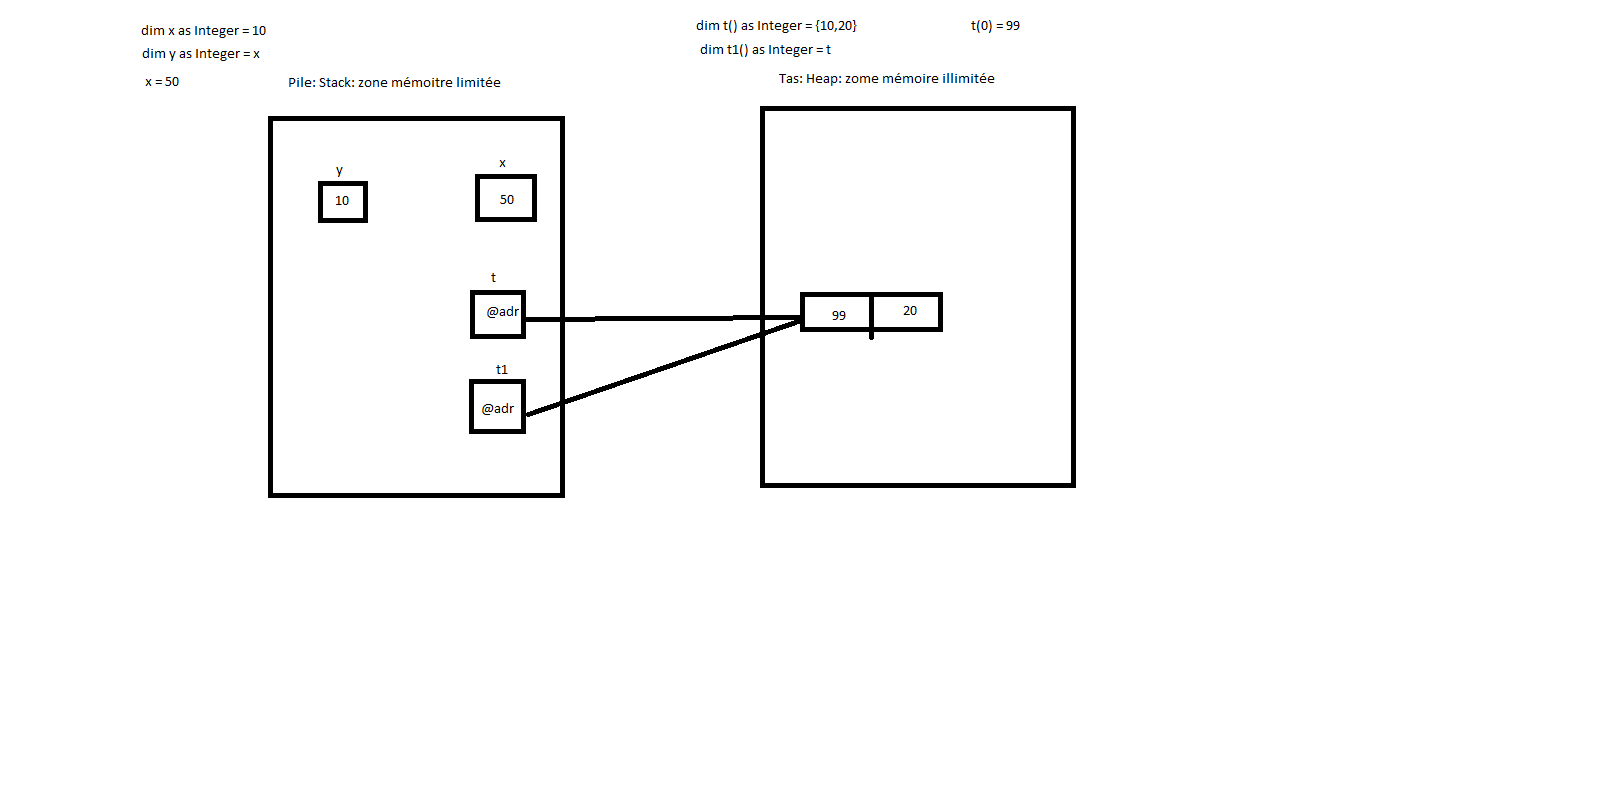 dim x as Integer = 10
dim y as Integer = x
x = 50
dim t() as Integer = {10,20}
t(0) = 99
dim t1() as Integer = t
Pile: Stack: zone mémoitre limitée
Tas: Heap: zome mémoire illimitée
y
x
10
50
t
@adr
99
20
t1
@adr